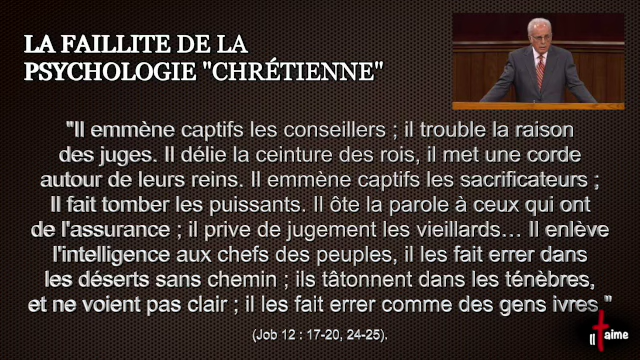 LA FAILLITE DE LA
PSYCHOLOGIE "CHRÉTIENNE"
"Il emmène captifs les conseillers ; il trouble la raison
des juges. Il délie la ceinture des rois, il met une corde
autour de leurs reins. Il emmène captifs les sacrificateurs ;
Il fait tomber les puissants. Il ôte la parole à ceux qui ont
de l'assurance ; il prive de jugement les vieillards... Il enlève
l'intelligence aux chefs des peuples, il les fait errer dans
les déserts sans chemin ; ils tâtonnent dans les ténèbres,
et ne voient pas clair ; il les fait errer comme des gens ivres "
(Job 12 : 17-20, 24-25).
Il t'aime